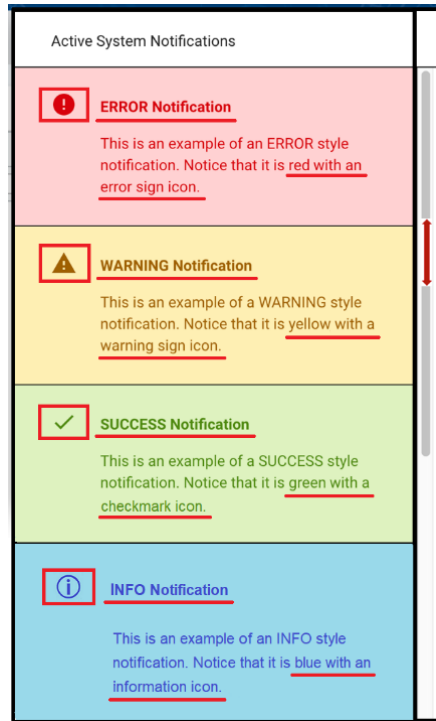 Active System Notifications
ERROR Notification
This is an example of an ERROR style
notification. Notice that it is red with an
error sign icon.
WARNING Notification
This is an example of a WARNING style
notification. Notice that it is yellow with a
warning sign icon.
SUCCESS Notification
This is an example of a SUCCESS style
notification. Notice that it is green with a
checkmark icon.
INFO Notification
This is an example of an INFO style
notification. Notice that it is blue with an
information icon.